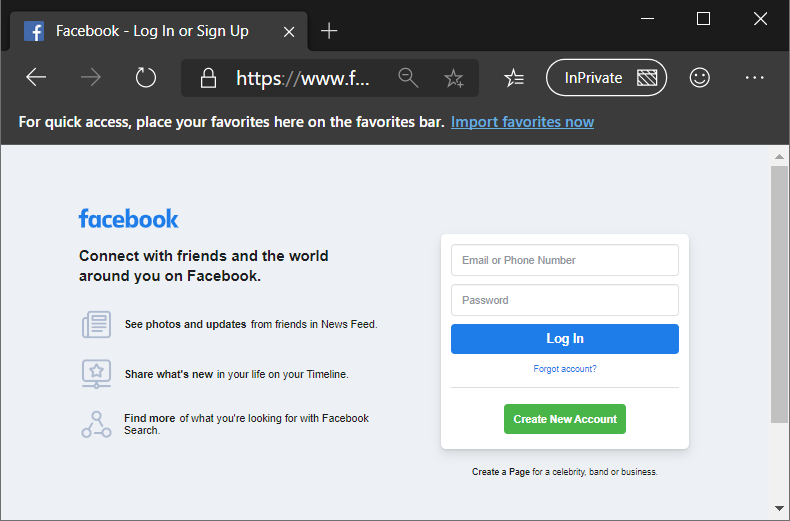 Facebook - Log In or Sign Up
https://www.f...
InPrivate
For quick access, place your favorites here on the favorites bar. Import favorites now
facebook
Connect with friends and the world
around you on Facebook.
See photos and updates from friends in News Feed.
Share what's new in your life on your Timeline.
Find more of what you're looking for with Facebook
Search.
Email or Phone Number
Password
Log In
Forgot account?
Create New Account
Create a Page for a celebrity, band or business.